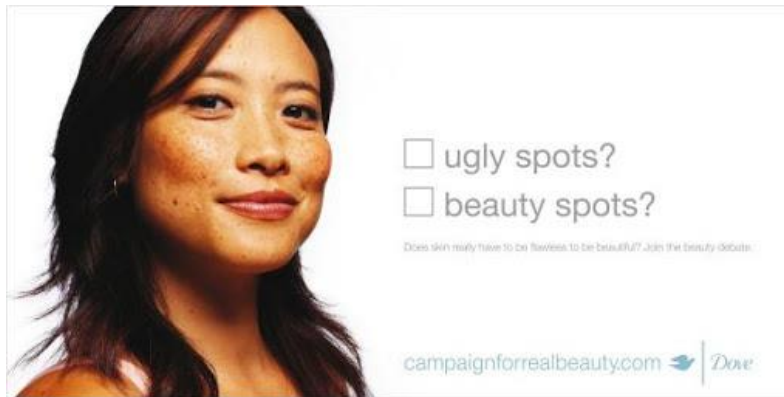 ugly spots?
beauty spots?
Does skin really have to be flawless to be beautiful? Join the beauty debate.
campaignforrealbeauty.com
Dove